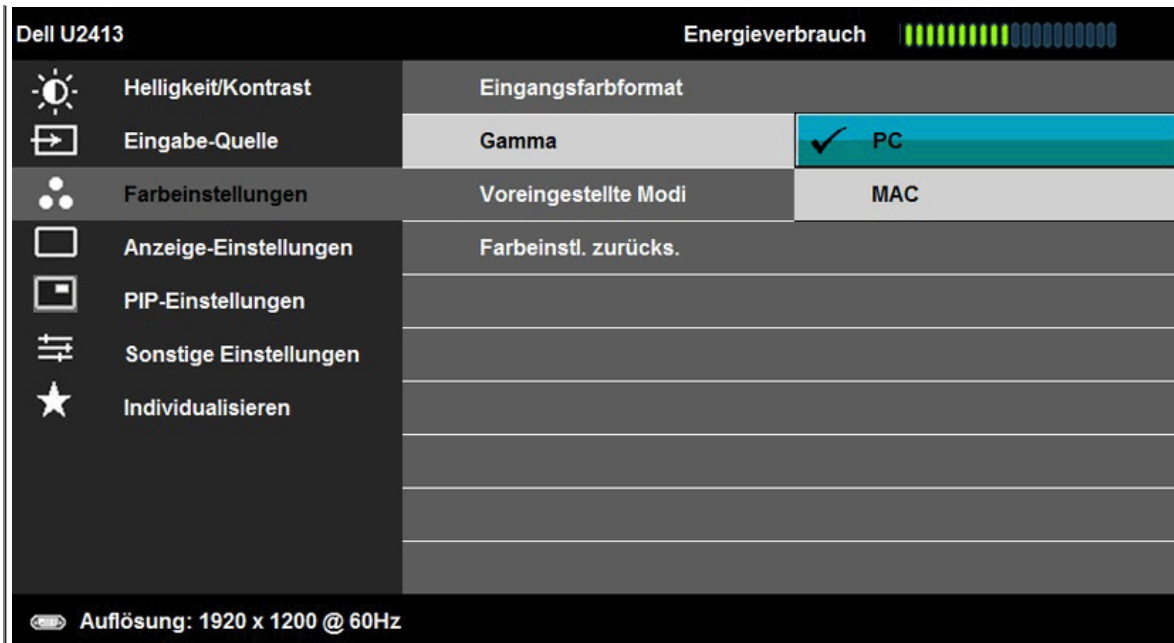 Dell U2413 Energieverbrauch
Helligkeit/Kontrast Eingangsfarbformat
Eingabe-Quelle Gamma PC
Farbeinstellungen Voreingestellte Modi MAC
Anzeige-Einstellungen Farbeinstl. zurücks.
PIP-Einstellungen
Sonstige Einstellungen
Individualisieren
Auflösung: 1920 x 1200 @ 60Hz